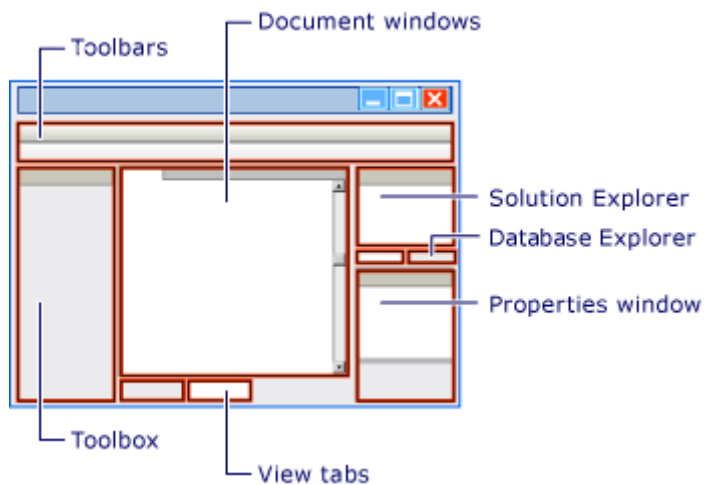 Document windows
Toolbars
Solution Explorer
Database Explorer
Properties window
Toolbox
View tabs